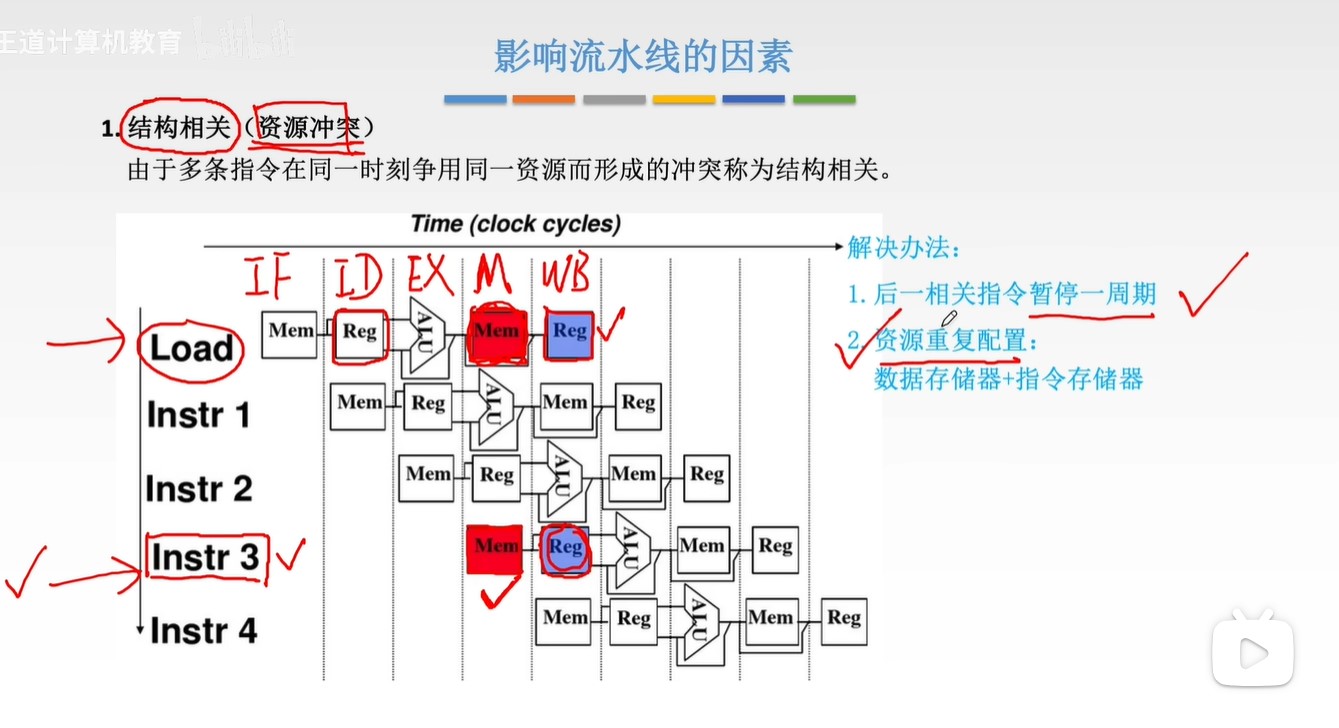 王道计算机教育
影响流水线的因素
1. 结构相关（资源冲突）
由于多条指令在同一时刻争用同一资源而形成的冲突称为结构相关。
Time (clock cycles)
解决办法：
IF ID EX M WB
1. 后一相关指令暂停一周期
Load Mem Reg ALU Mem Reg
2. 资源重复配置：
数据存储器+指令存储器
Instr 1 Mem Reg ALU Mem Reg
Instr 2 Mem Reg ALU Mem Reg
Instr 3 Mem Reg ALU Mem Reg
Instr 4 Mem Reg ALU Mem Reg